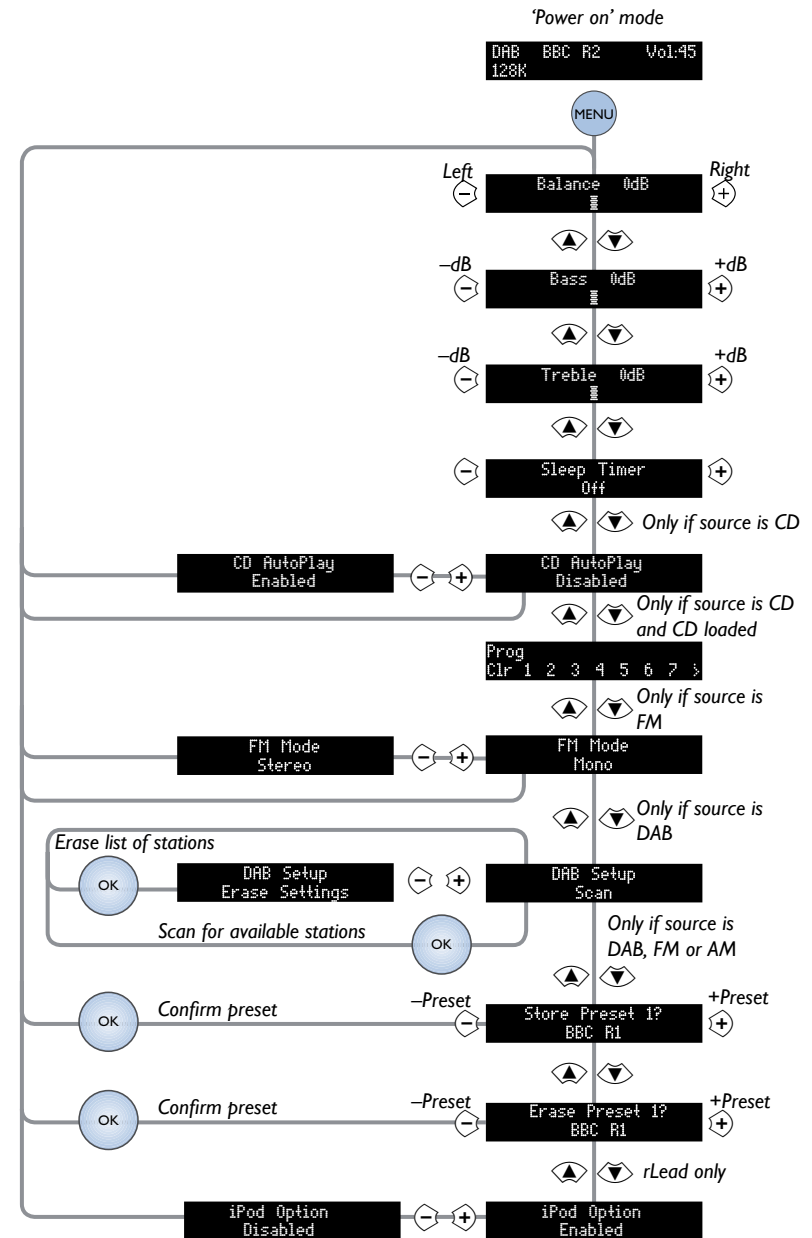 ‘Power on’ mode
DAB BBC R2 Vol:45
128K
MENU
Left
Right
Balance 0dB
–dB
+dB
Bass 0dB
–dB
+dB
Treble 0dB
Sleep Timer
Off
Only if source is CD
CD AutoPlay
Enabled
CD AutoPlay
Disabled
Only if source is CD
and CD loaded
Prog
Clr 1 2 3 4 5 6 7 >
Only if source is
FM
FM Mode
Stereo
FM Mode
Mono
Only if source is
DAB
Erase list of stations
OK
DAB Setup
Erase Settings
DAB Setup
Scan
Scan for available stations
OK
Only if source is
DAB, FM or AM
OK
Confirm preset
–Preset
Store Preset 1?
BBC R1
+Preset
OK
Confirm preset
–Preset
Erase Preset 1?
BBC R1
+Preset
rLead only
iPod Option
Disabled
iPod Option
Enabled